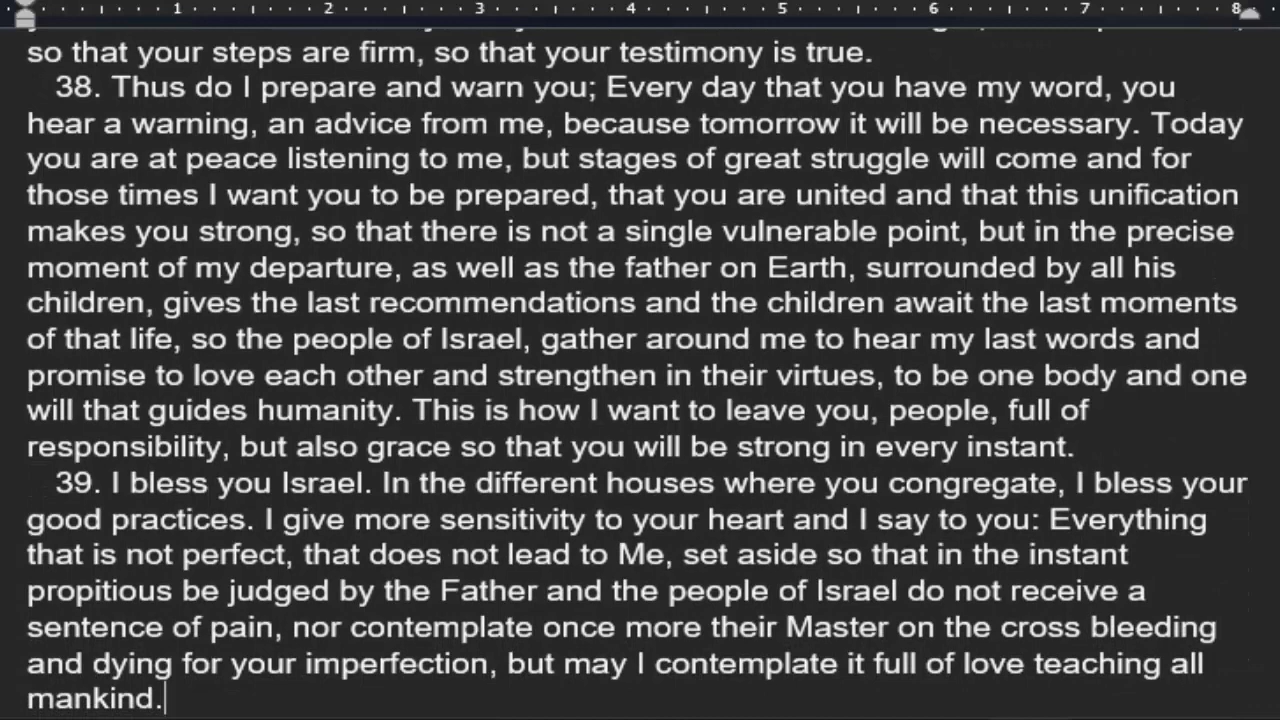 1 2 3 4 5 6 7 8
so that your steps are firm, so that your testimony is true.
38. Thus do I prepare and warn you; Every day that you have my word, you
hear a warning, an advice from me, because tomorrow it will be necessary. Today
you are at peace listening to me, but stages of great struggle will come and for
those times I want you to be prepared, that you are united and that this unification
makes you strong, so that there is not a single vulnerable point, but in the precise
moment of my departure, as well as the father on Earth, surrounded by all his
children, gives the last recommendations and the children await the last moments
of that life, so the people of Israel, gather around me to hear my last words and
promise to love each other and strengthen in their virtues, to be one body and one
will that guides humanity. This is how I want to leave you, people, full of
responsibility, but also grace so that you will be strong in every instant.
39. I bless you Israel. In the different houses where you congregate, I bless your
good practices. I give more sensitivity to your heart and I say to you: Everything
that is not perfect, that does not lead to Me, set aside so that in the instant
propitious be judged by the Father and the people of Israel do not receive a
sentence of pain, nor contemplate once more their Master on the cross bleeding
and dying for your imperfection, but may I contemplate it full of love teaching all
mankind.